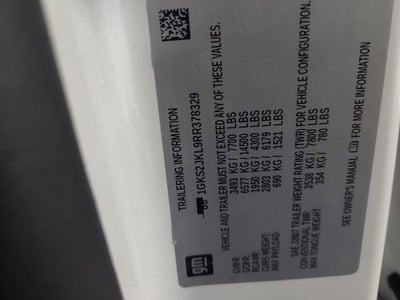 TRAILERING INFORMATION
1GKS2JKL9RR378329
VEHICLE AND TRAILER MUST NOT EXCEED ANY OF THESE VALUES.
GVWR: 3493 KG / 7700 LBS
GCWR: 6577 KG / 14500 LBS
RGAWR: 1950 KG / 4300 LBS
CURB WEIGHT: 2803 KG / 6179 LBS
MAX PAYLOAD: 690 KG / 1521 LBS
SAE J2807 TRAILER WEIGHT RATING (TWR) FOR VEHICLE CONFIGURATION.
CONVENTIONAL TWR: 3538 KG / 7800 LBS
MAX TONGUE WEIGHT: 354 KG / 780 LBS
SEE OWNER'S MANUAL FOR MORE INFORMATION.
gm